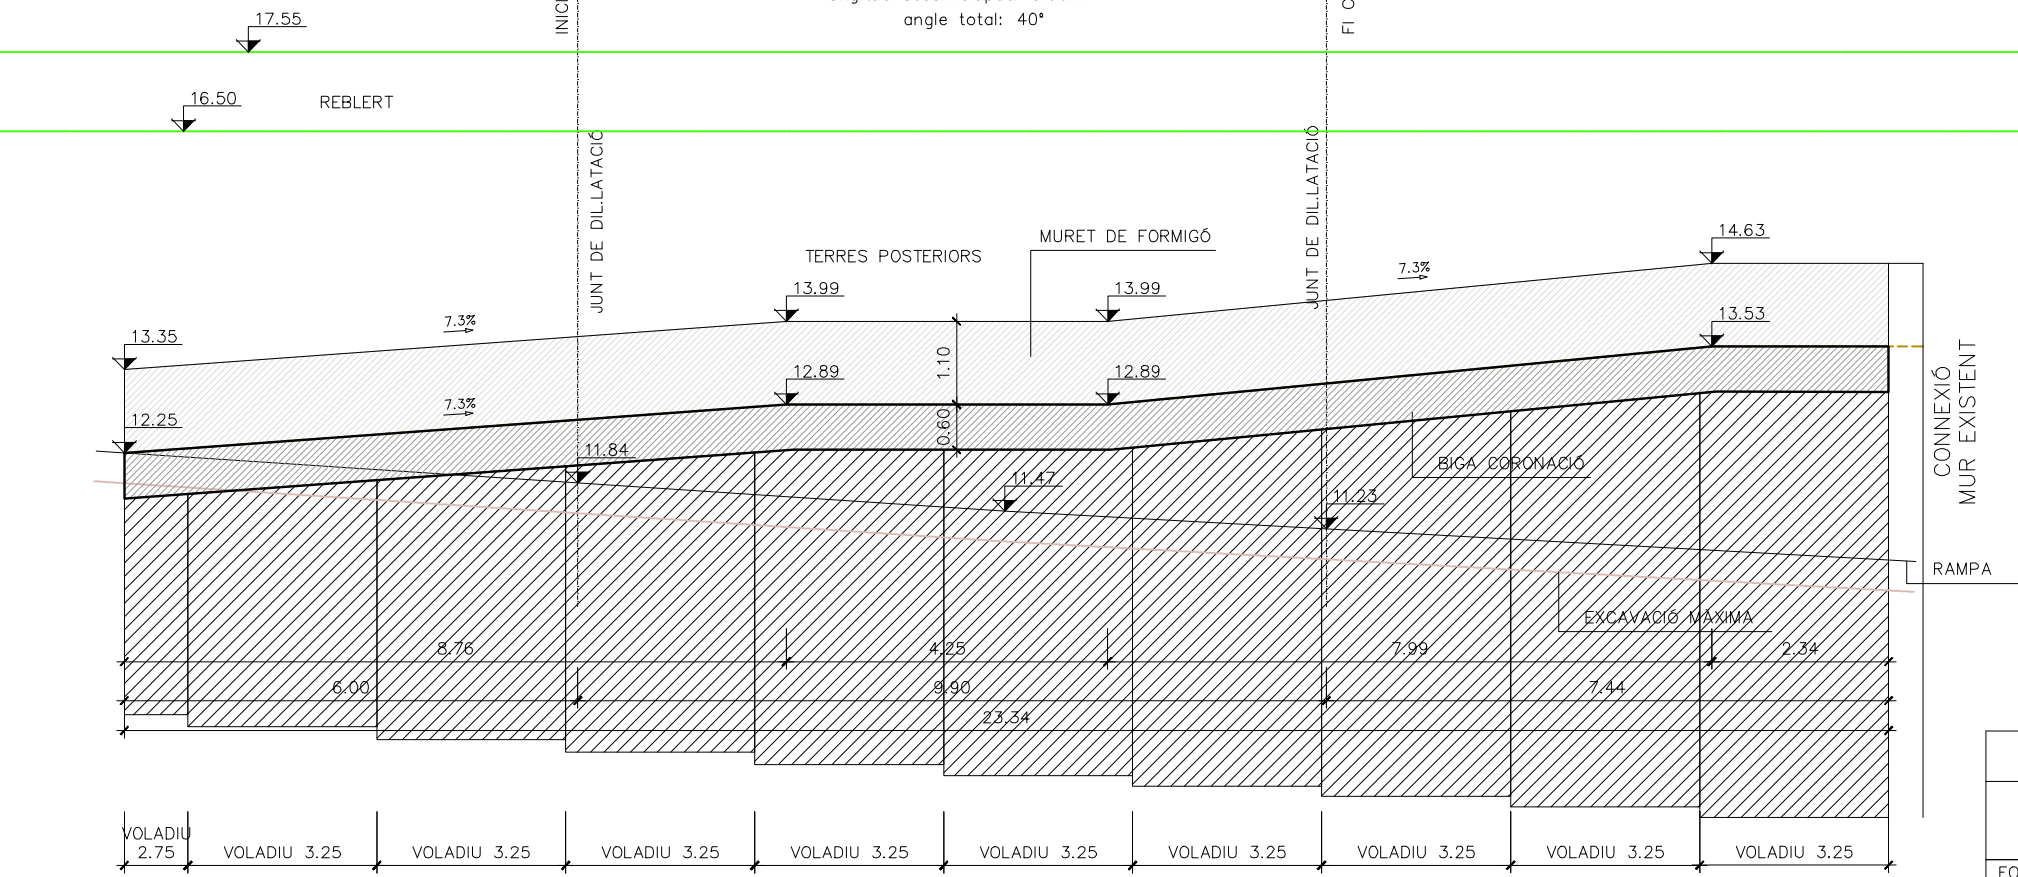 angle total: 40°
17.55
16.50
REBLERT
JUNT DE DIL.LATACIÓ
JUNT DE DIL.LATACIÓ
TERRES POSTERIORS
MURET DE FORMIGÓ
14.63
7.3%
13.99
13.99
7.3%
13.53
13.35
1.10
12.89
12.89
7.3%
12.25
0.60
11.84
BIGA CORONACIÓ
CONNEXIÓ
MUR EXISTENT
11.47
11.23
RAMPA
EXCAVACIÓ MÀXIMA
8.76
4.25
7.99
2.34
6.00
9.90
7.44
23.34
VOLADIU
2.75
VOLADIU 3.25
VOLADIU 3.25
VOLADIU 3.25
VOLADIU 3.25
VOLADIU 3.25
VOLADIU 3.25
VOLADIU 3.25
VOLADIU 3.25
VOLADIU 3.25